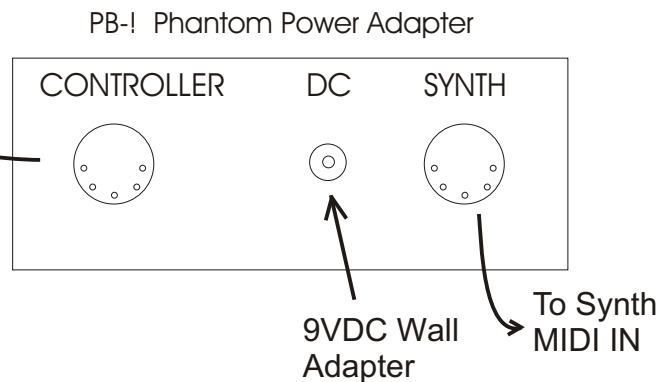 PB-! Phantom Power Adapter
CONTROLLER DC SYNTH
To Synth
MIDI IN
9VDC Wall
Adapter